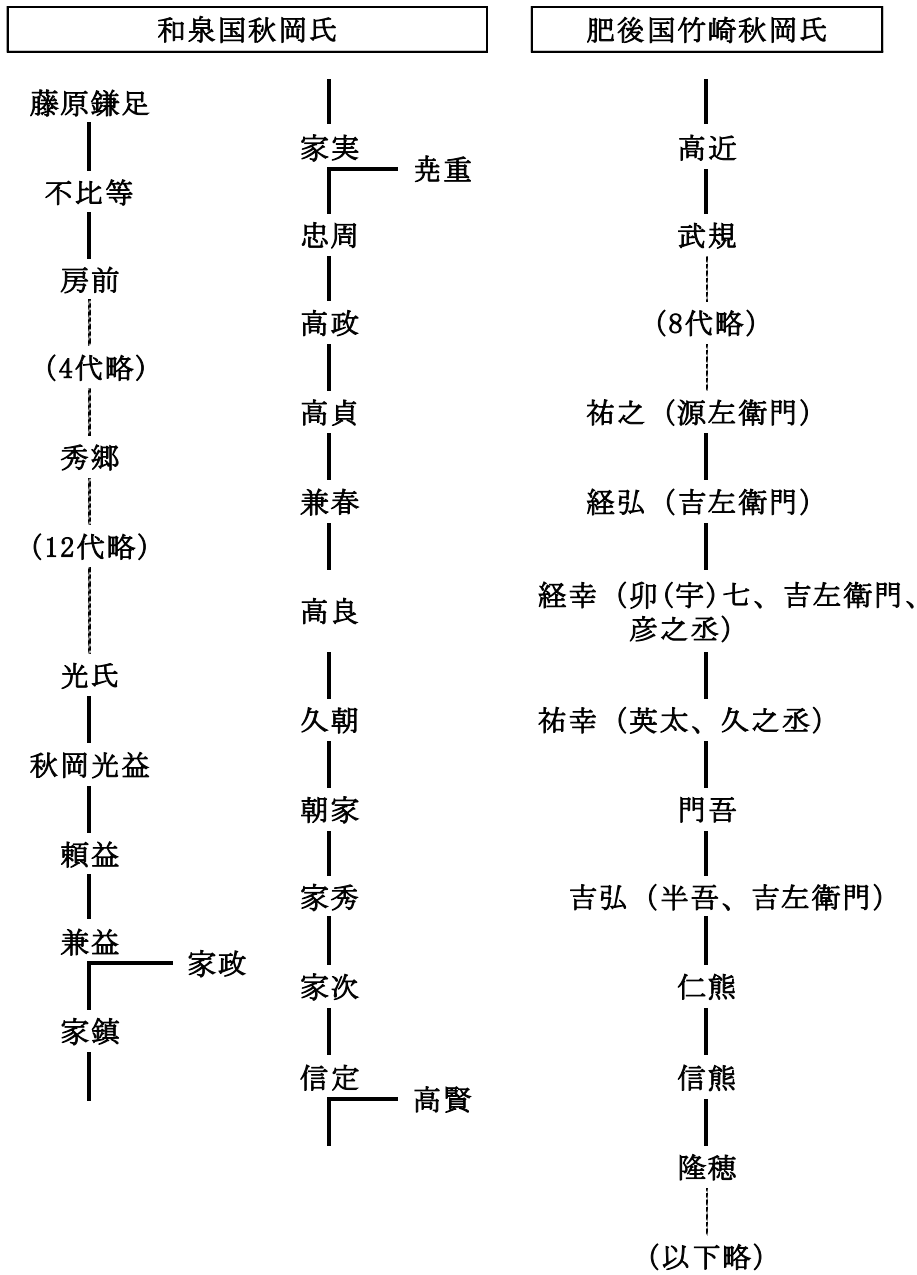 和泉国秋岡氏
藤原鎌足
不比等
房前
(4代略)
秀郷
(12代略)
光氏
秋岡光益
頼益
兼益
家政
家鎮
家実
尭重
忠周
高政
高貞
兼春
高良
久朝
朝家
家秀
家次
信定
高賢
肥後国竹崎秋岡氏
高近
武規
(8代略)
祐之（源左衛門）
経弘（吉左衛門）
経幸（卯(宇)七、吉左衛門、
彦之丞）
祐幸（英太、久之丞）
門吾
吉弘（半吾、吉左衛門）
仁熊
信熊
隆穂
(以下略)